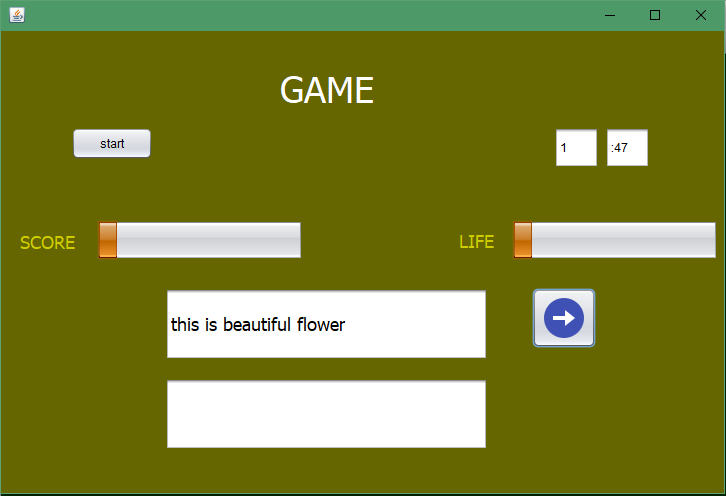 GAME
start
1 :47
SCORE
LIFE
this is beautiful flower